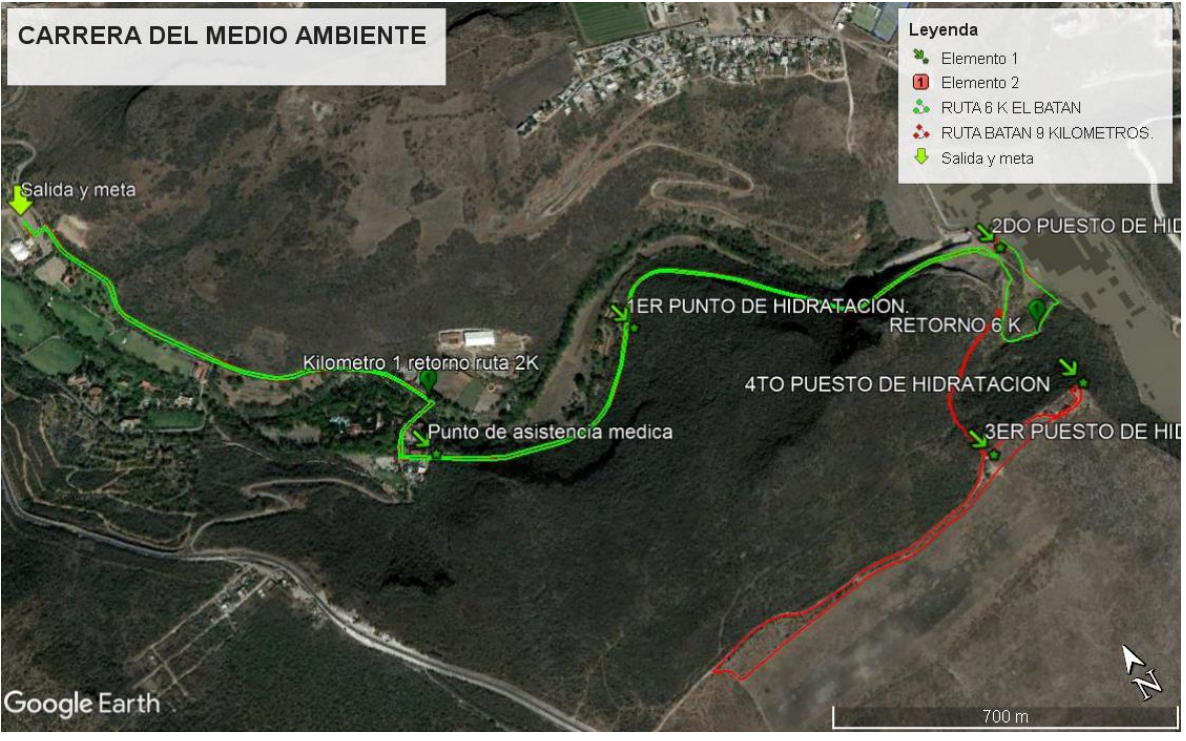 CARRERA DEL MEDIO AMBIENTE
Leyenda
Elemento 1
1 Elemento 2
RUTA 6 K EL BATAN
RUTA BATAN 9 KILOMETROS.
Salida y meta
Salida y meta
2DO PUESTO DE HID
1ER PUNTO DE HIDRATACION.
RETORNO 6 K
Kilometro 1 retorno ruta 2K
4TO PUESTO DE HIDRATACION
Punto de asistencia medica
3ER PUESTO DE HID
N
Google Earth
700 m